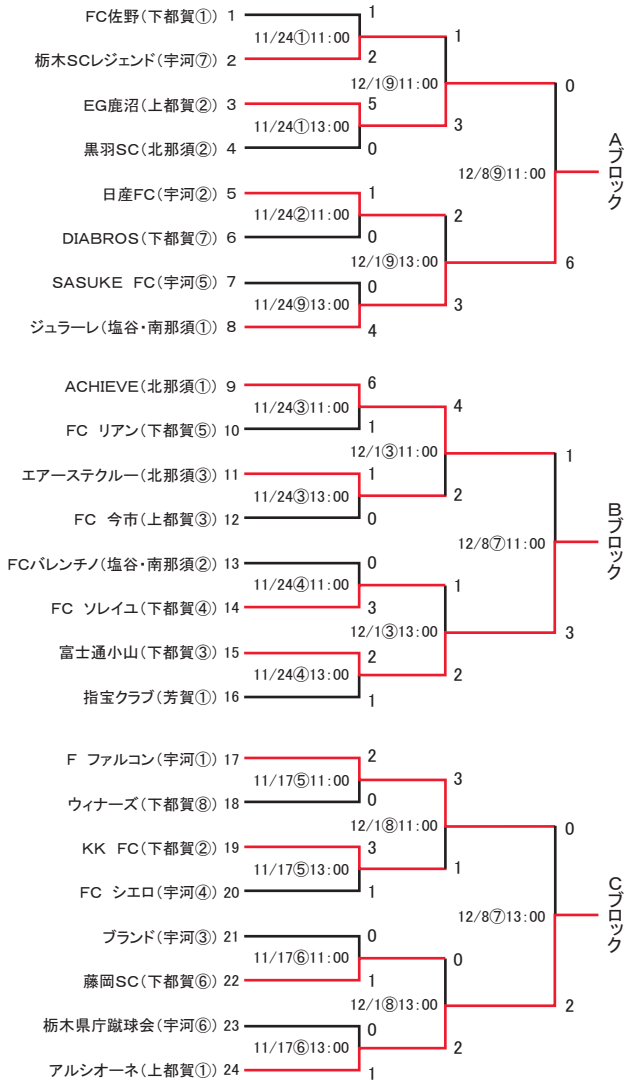 FC佐野(下都賀①) 1
1
11/24①11:00
栃木SCレジェンド(宇河⑦) 2
2
1
12/1⑨11:00
EG鹿沼(上都賀②) 3
5
11/24①13:00
3
黒羽SC(北那須②) 4
0
0
12/8⑨11:00
Aブロック
日産FC(宇河②) 5
1
11/24②11:00
DIABROS(下都賀⑦) 6
0
2
12/1⑨13:00
6
SASUKE FC(宇河⑤) 7
0
11/24⑨13:00
3
ジュラーレ(塩谷・南那須①) 8
4
ACHIEVE(北那須①) 9
6
11/24③11:00
FC リアン(下都賀⑤) 10
1
4
12/1③11:00
エアーステクルー(北那須③) 11
1
11/24③13:00
2
FC 今市(上都賀③) 12
0
1
12/8⑦11:00
Bブロック
FCバレンチノ(塩谷・南那須②) 13
0
11/24④11:00
FC ソレイユ(下都賀④) 14
3
1
12/1③13:00
3
富士通小山(下都賀③) 15
2
11/24④13:00
2
指宝クラブ(芳賀①) 16
1
F ファルコン(宇河①) 17
2
11/17⑤11:00
ウィナーズ(下都賀⑧) 18
0
3
12/1⑧11:00
KK FC(下都賀②) 19
3
11/17⑤13:00
1
FC シエロ(宇河④) 20
1
0
12/8⑦13:00
Cブロック
ブランド(宇河③) 21
0
11/17⑥11:00
藤岡SC(下都賀⑥) 22
1
0
12/1⑧13:00
2
栃木県庁蹴球会(宇河⑥) 23
0
11/17⑥13:00
2
アルシオーネ(上都賀①) 24
1